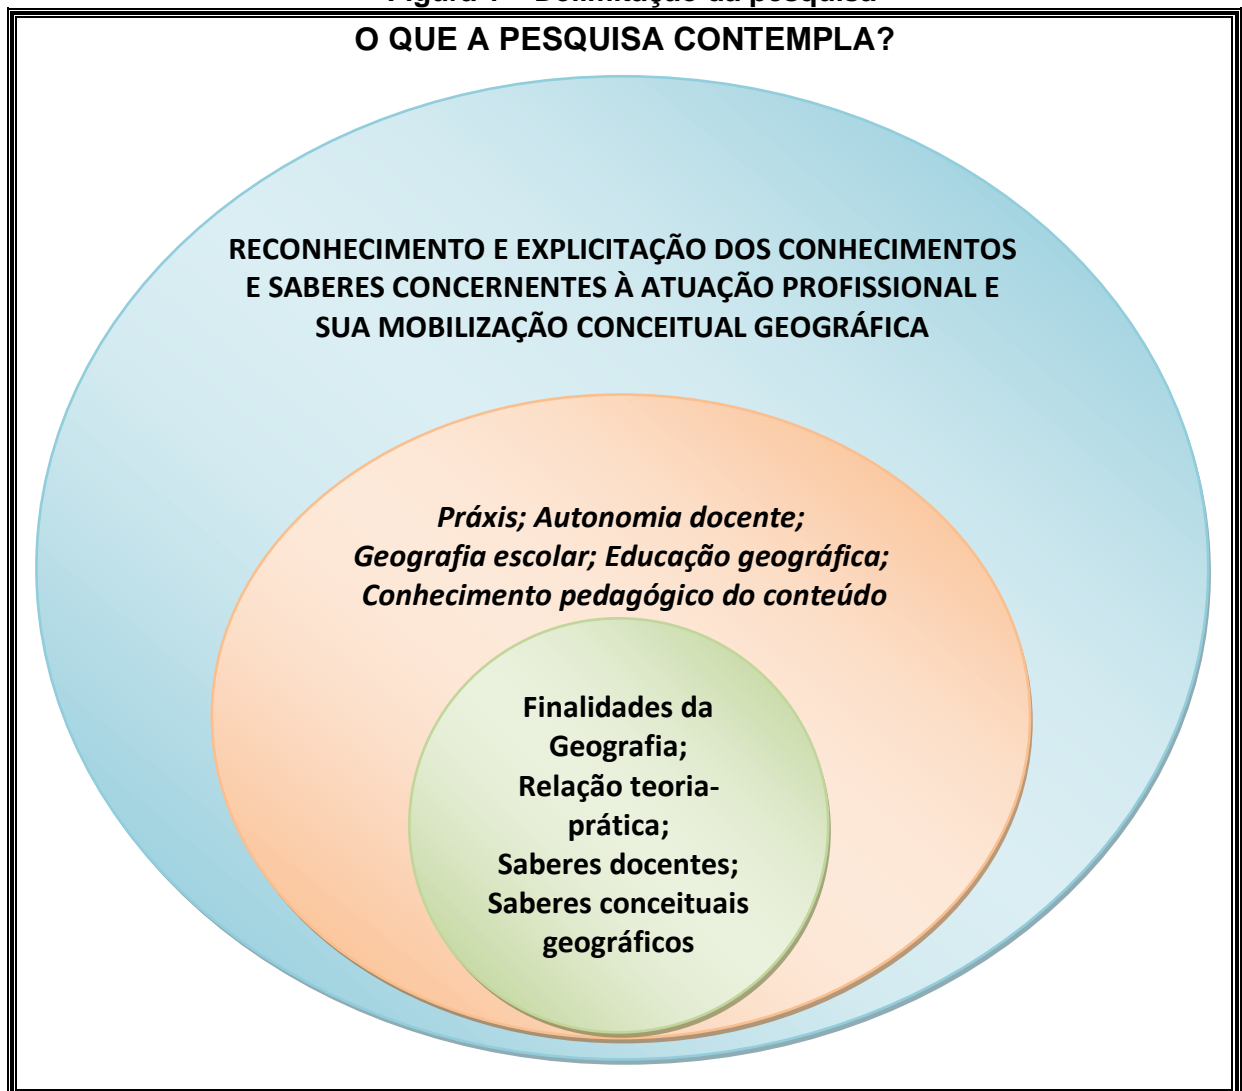 O QUE A PESQUISA CONTEMPLA?
RECONHECIMENTO E EXPLICITAÇÃO DOS CONHECIMENTOS
E SABERES CONCERNENTES À ATUAÇÃO PROFISSIONAL E
SUA MOBILIZAÇÃO CONCEITUAL GEOGRÁFICA
Práxis; Autonomia docente;
Geografia escolar; Educação geográfica;
Conhecimento pedagógico do conteúdo
Finalidades da
Geografia;
Relação teoria-
prática;
Saberes docentes;
Saberes conceituais
geográficos